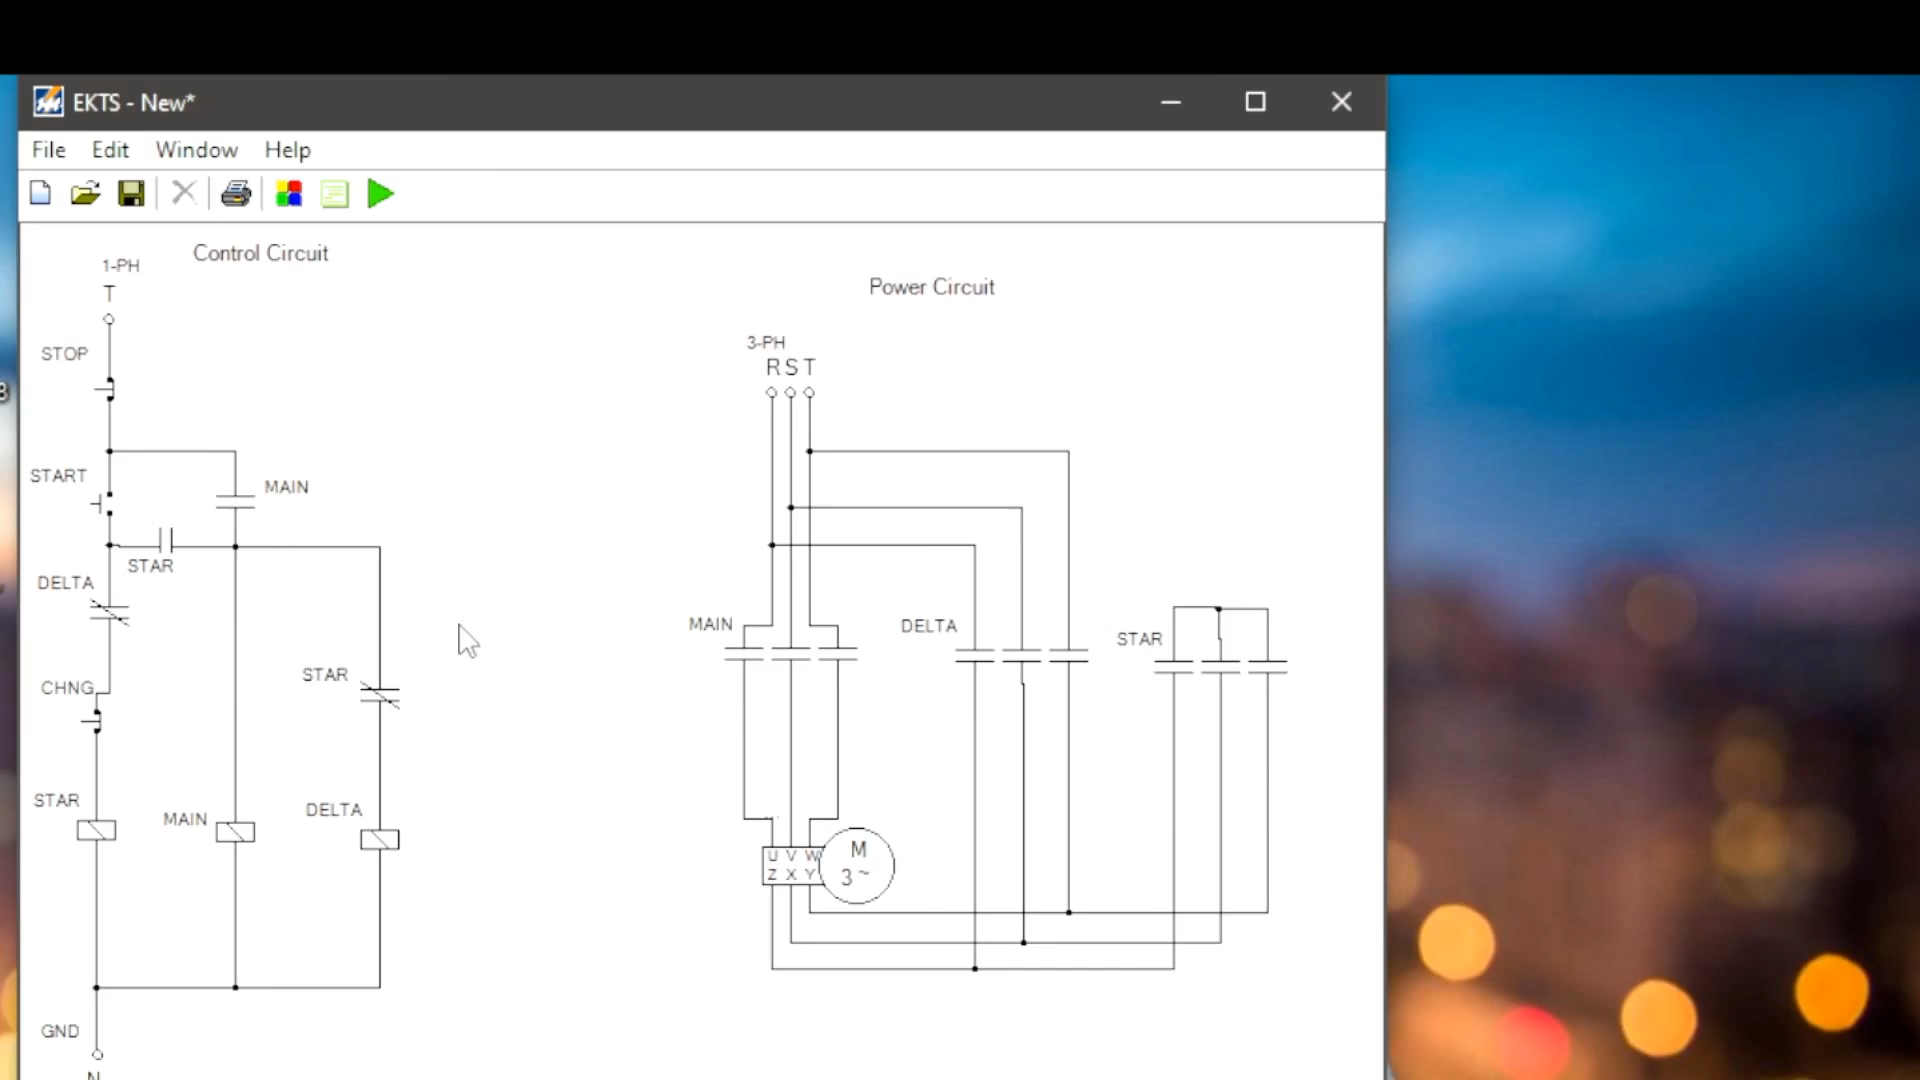 EKTS - New*
File Edit Window Help
Control Circuit
1-PH
T
STOP
START
MAIN
STAR
DELTA
CHNG
STAR
STAR
MAIN
DELTA
GND
N
Power Circuit
3-PH
R S T
MAIN
DELTA
STAR
U V W
Z X Y
M
3 ~